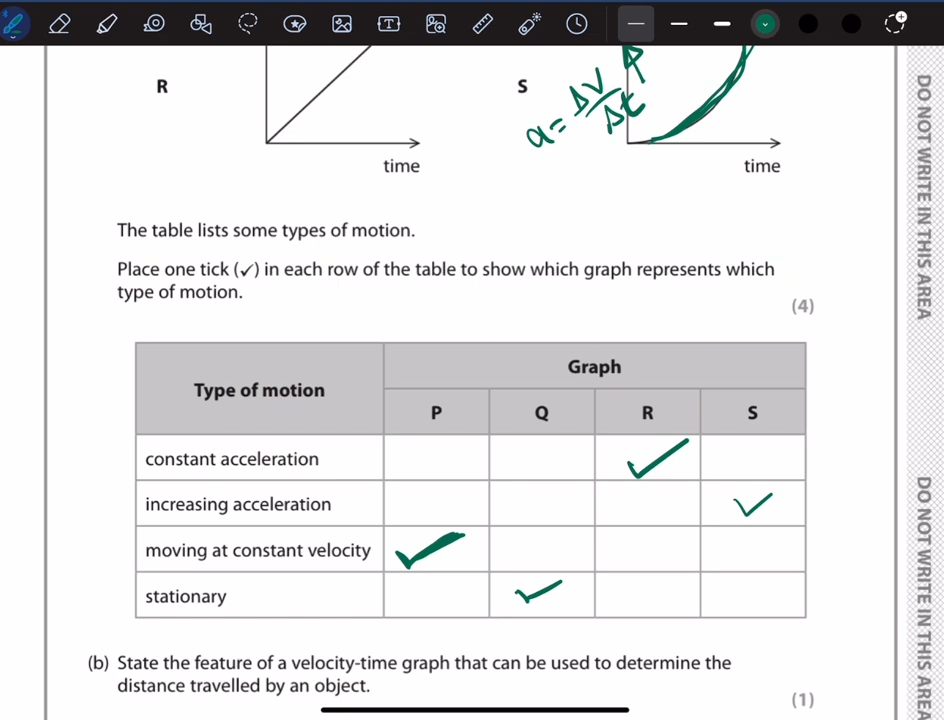 R
S
a = ΔV/Δt
time
time
The table lists some types of motion.
Place one tick (✓) in each row of the table to show which graph represents which
type of motion.
(4)
Type of motion
Graph
P Q R S
constant acceleration ✓
increasing acceleration ✓
moving at constant velocity ✓
stationary ✓
(b) State the feature of a velocity-time graph that can be used to determine the
distance travelled by an object.
(1)
DO NOT WRITE IN THIS AREA
DO NOT WRITE IN THIS AREA